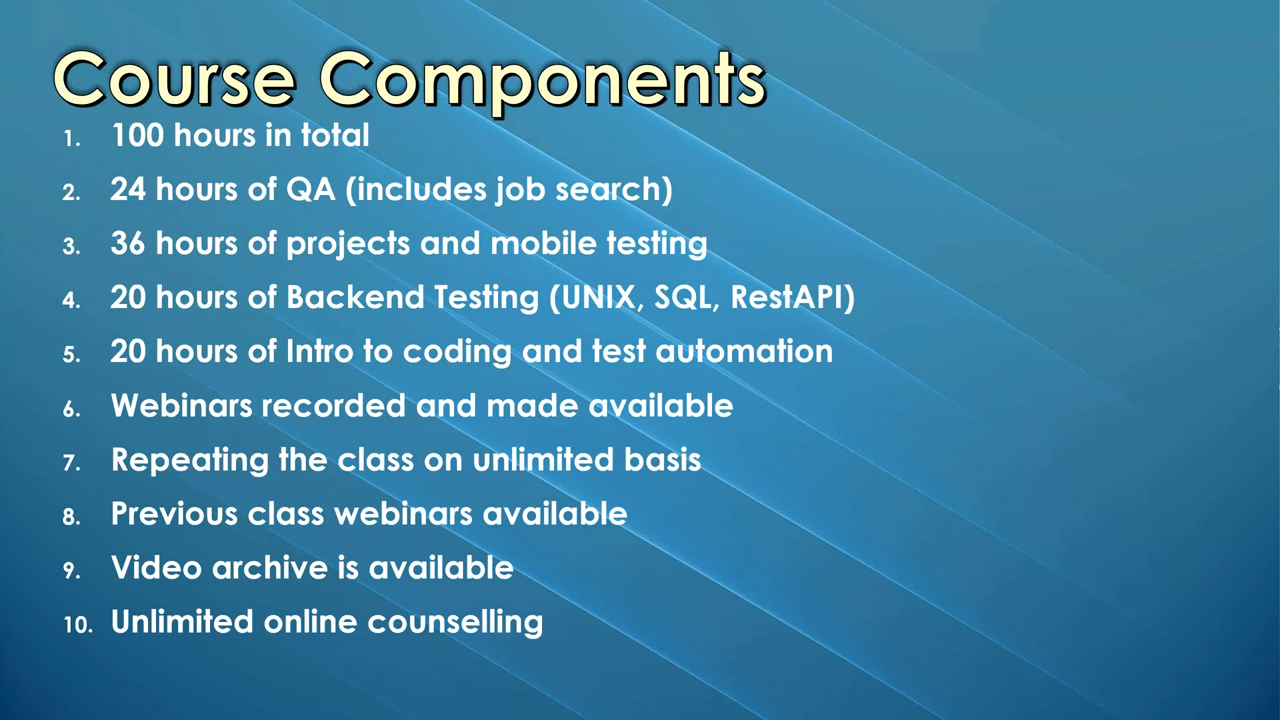 Course Components
1. 100 hours in total
2. 24 hours of QA (includes job search)
3. 36 hours of projects and mobile testing
4. 20 hours of Backend Testing (UNIX, SQL, RestAPI)
5. 20 hours of Intro to coding and test automation
6. Webinars recorded and made available
7. Repeating the class on unlimited basis
8. Previous class webinars available
9. Video archive is available
10. Unlimited online counselling